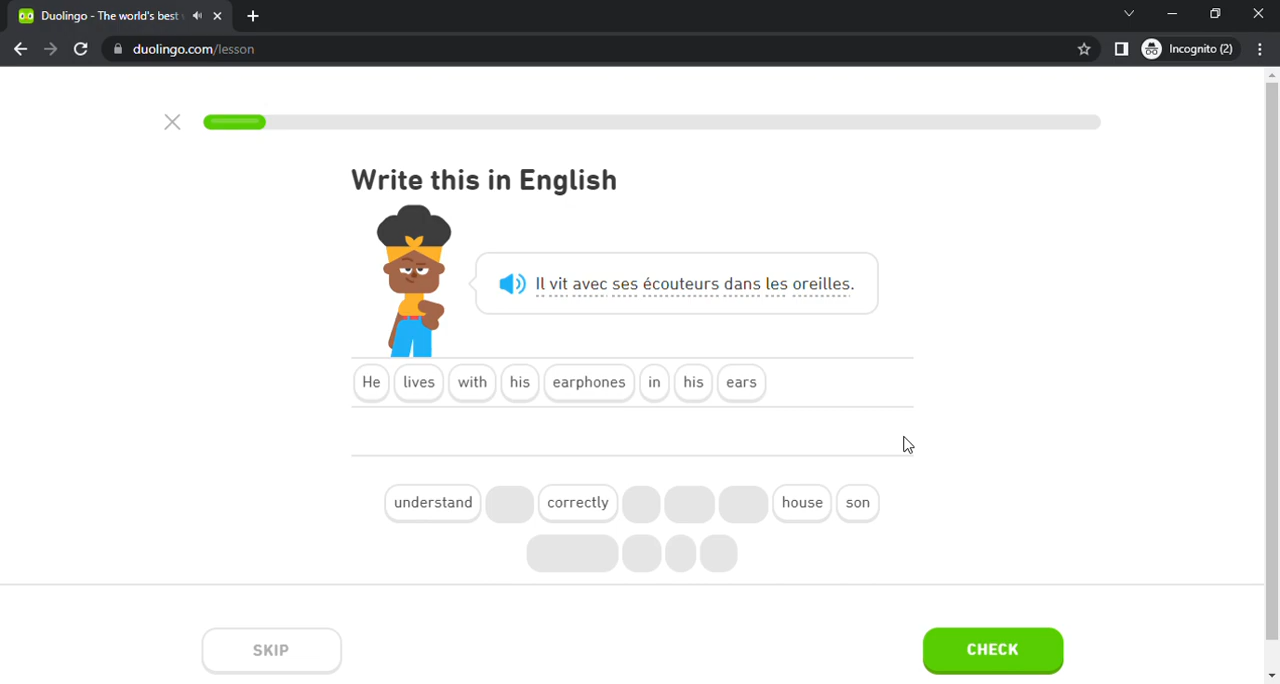 Duolingo - The world's best
duolingo.com/lesson
Incognito (2)
Write this in English
Il vit avec ses écouteurs dans les oreilles.
He lives with his earphones in his ears
understand correctly house son
SKIP
CHECK